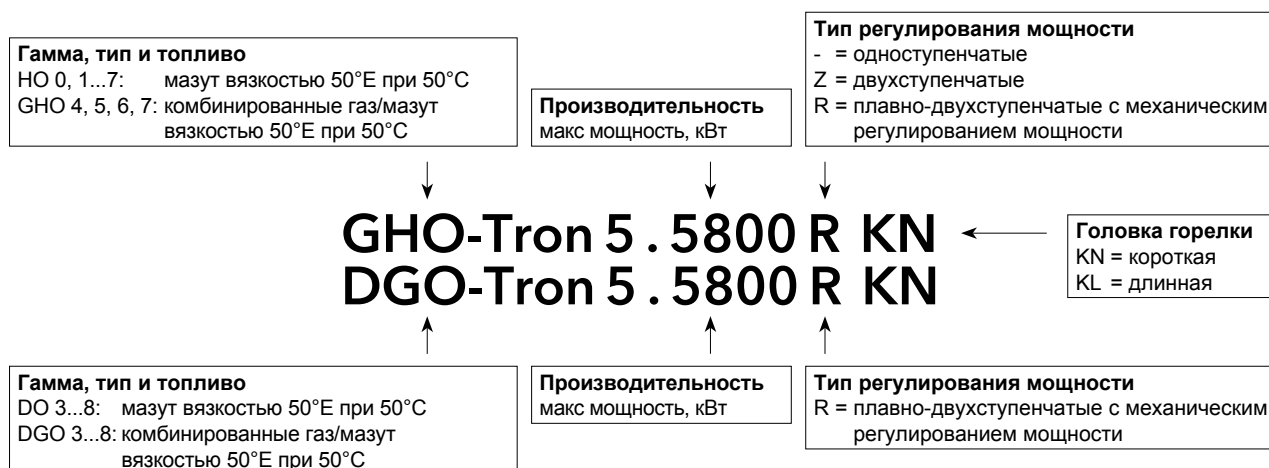 Гамма, тип и топливо
HO 0, 1...7: мазут вязкостью 50°E при 50°C
GHO 4, 5, 6, 7: комбинированные газ/мазут
вязкостью 50°E при 50°C
Производительность
макс мощность, кВт
Тип регулирования мощности
- = одноступенчатые
Z = двухступенчатые
R = плавно-двухступенчатые с механическим
регулированием мощности
GHO-Tron 5 . 5800 R KN
DGO-Tron 5 . 5800 R KN
Головка горелки
KN = короткая
KL = длинная
Гамма, тип и топливо
DO 3...8: мазут вязкостью 50°E при 50°C
DGO 3...8: комбинированные газ/мазут
вязкостью 50°E при 50°C
Производительность
макс мощность, кВт
Тип регулирования мощности
R = плавно-двухступенчатые с механическим
регулированием мощности